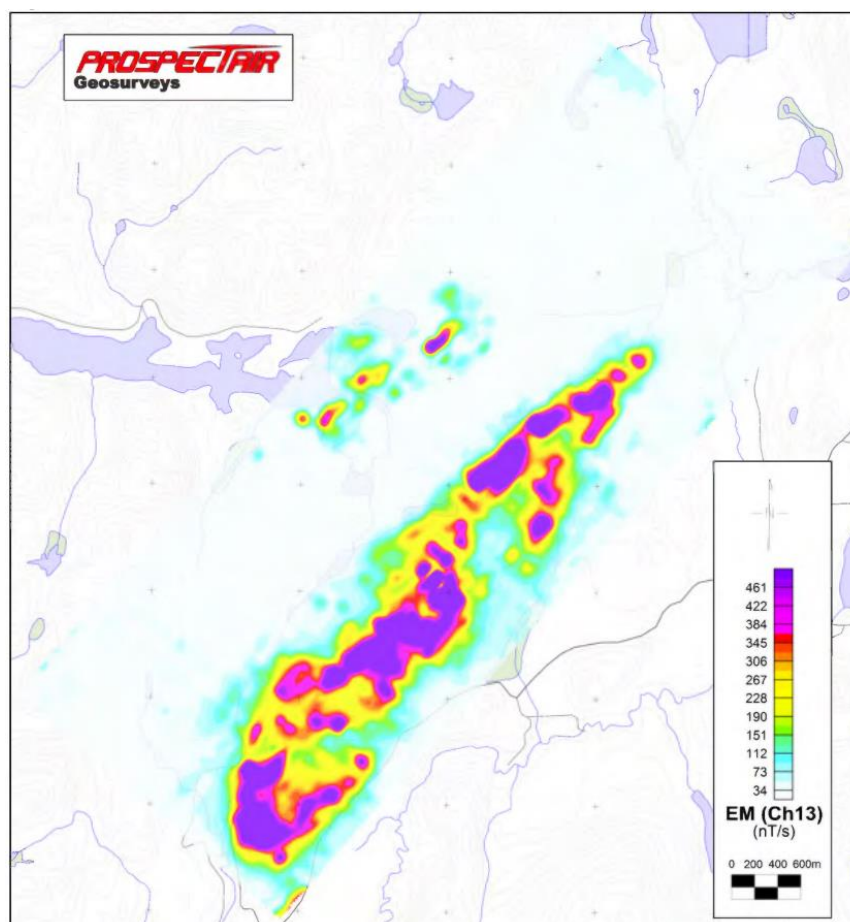 PROSPECTAIR
Geosurveys
N
461
422
384
345
306
267
228
190
151
112
73
34
EM (Ch13)
(nT/s)
0 200 400 600m